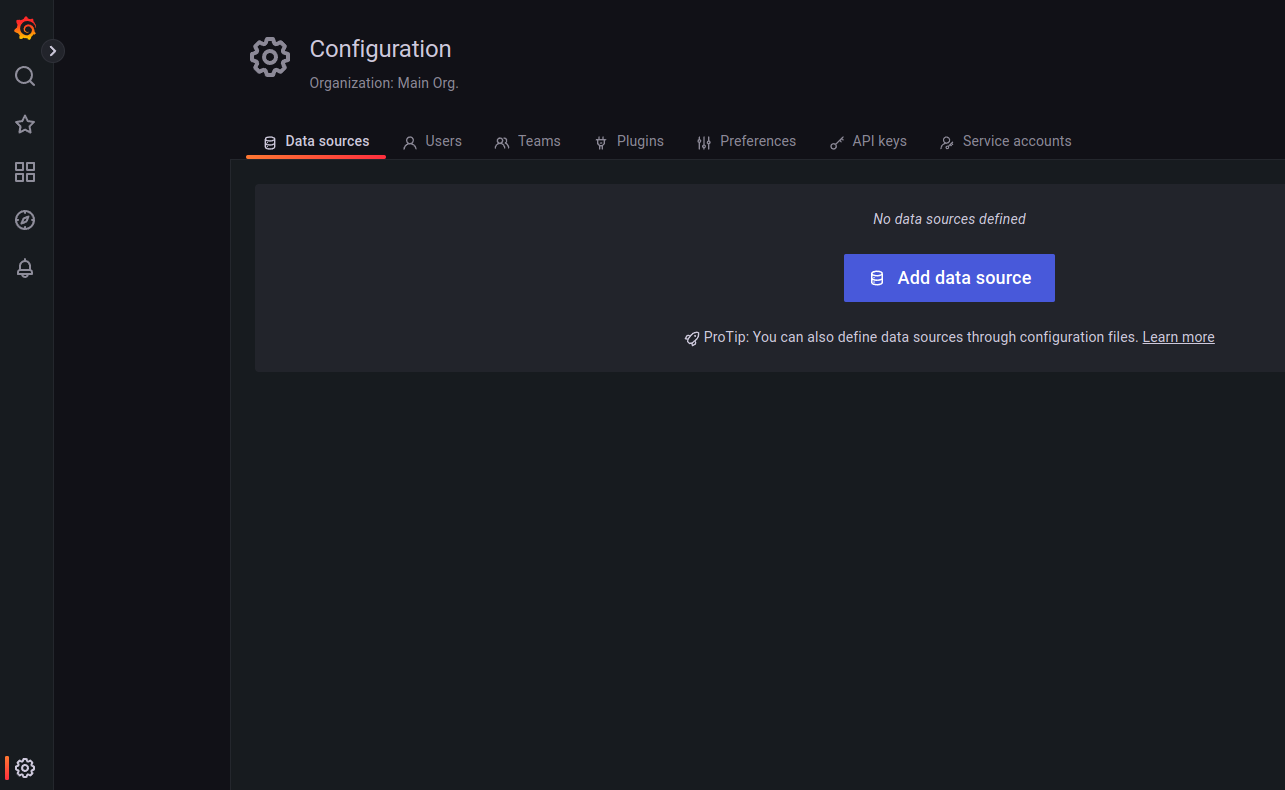 Configuration
Organization: Main Org.
Data sources Users Teams Plugins Preferences API keys Service accounts
No data sources defined
Add data source
ProTip: You can also define data sources through configuration files. Learn more